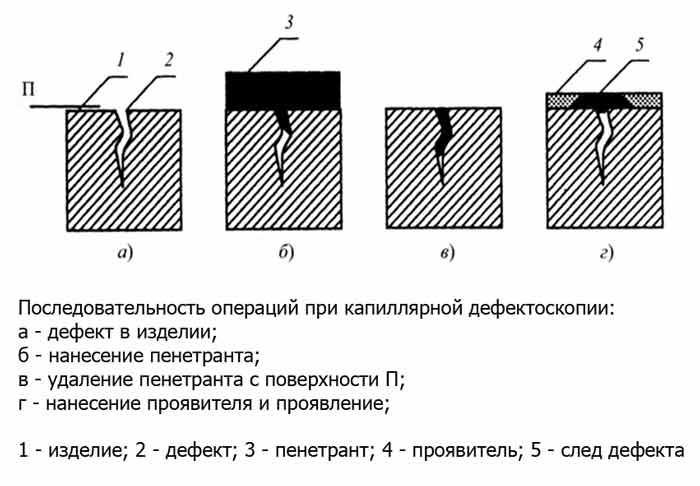 1 2 3 4 5
П
а) б) в) г)
Последовательность операций при капиллярной дефектоскопии:
а - дефект в изделии;
б - нанесение пенетранта;
в - удаление пенетранта с поверхности П;
г - нанесение проявителя и проявление;
1 - изделие; 2 - дефект; 3 - пенетрант; 4 - проявитель; 5 - след дефекта